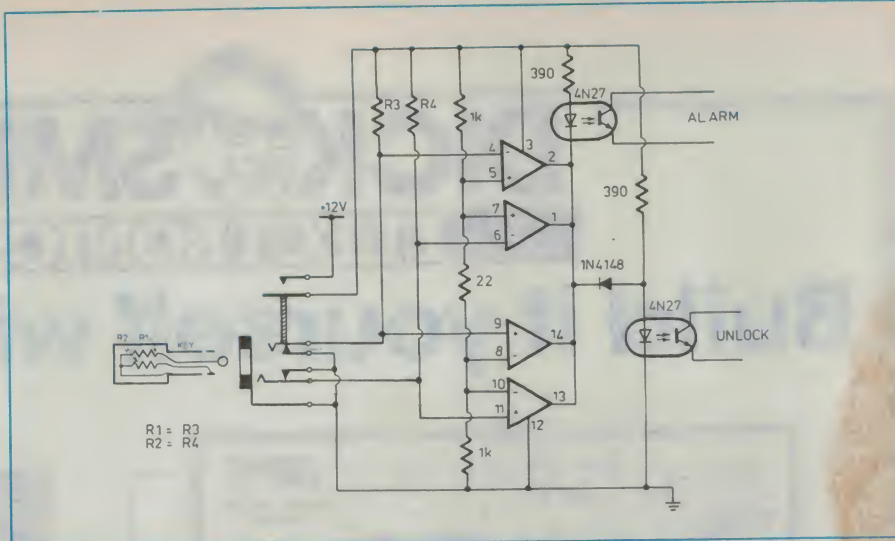 390
4N27
ALARM
R3
R4
1k
4
3
2
5
390
+12V
7
1
6
22
1N4148
4N27
UNLOCK
9
14
8
R2
R1
KEY
10
13
11
12
R1 = R3
R2 = R4
1k